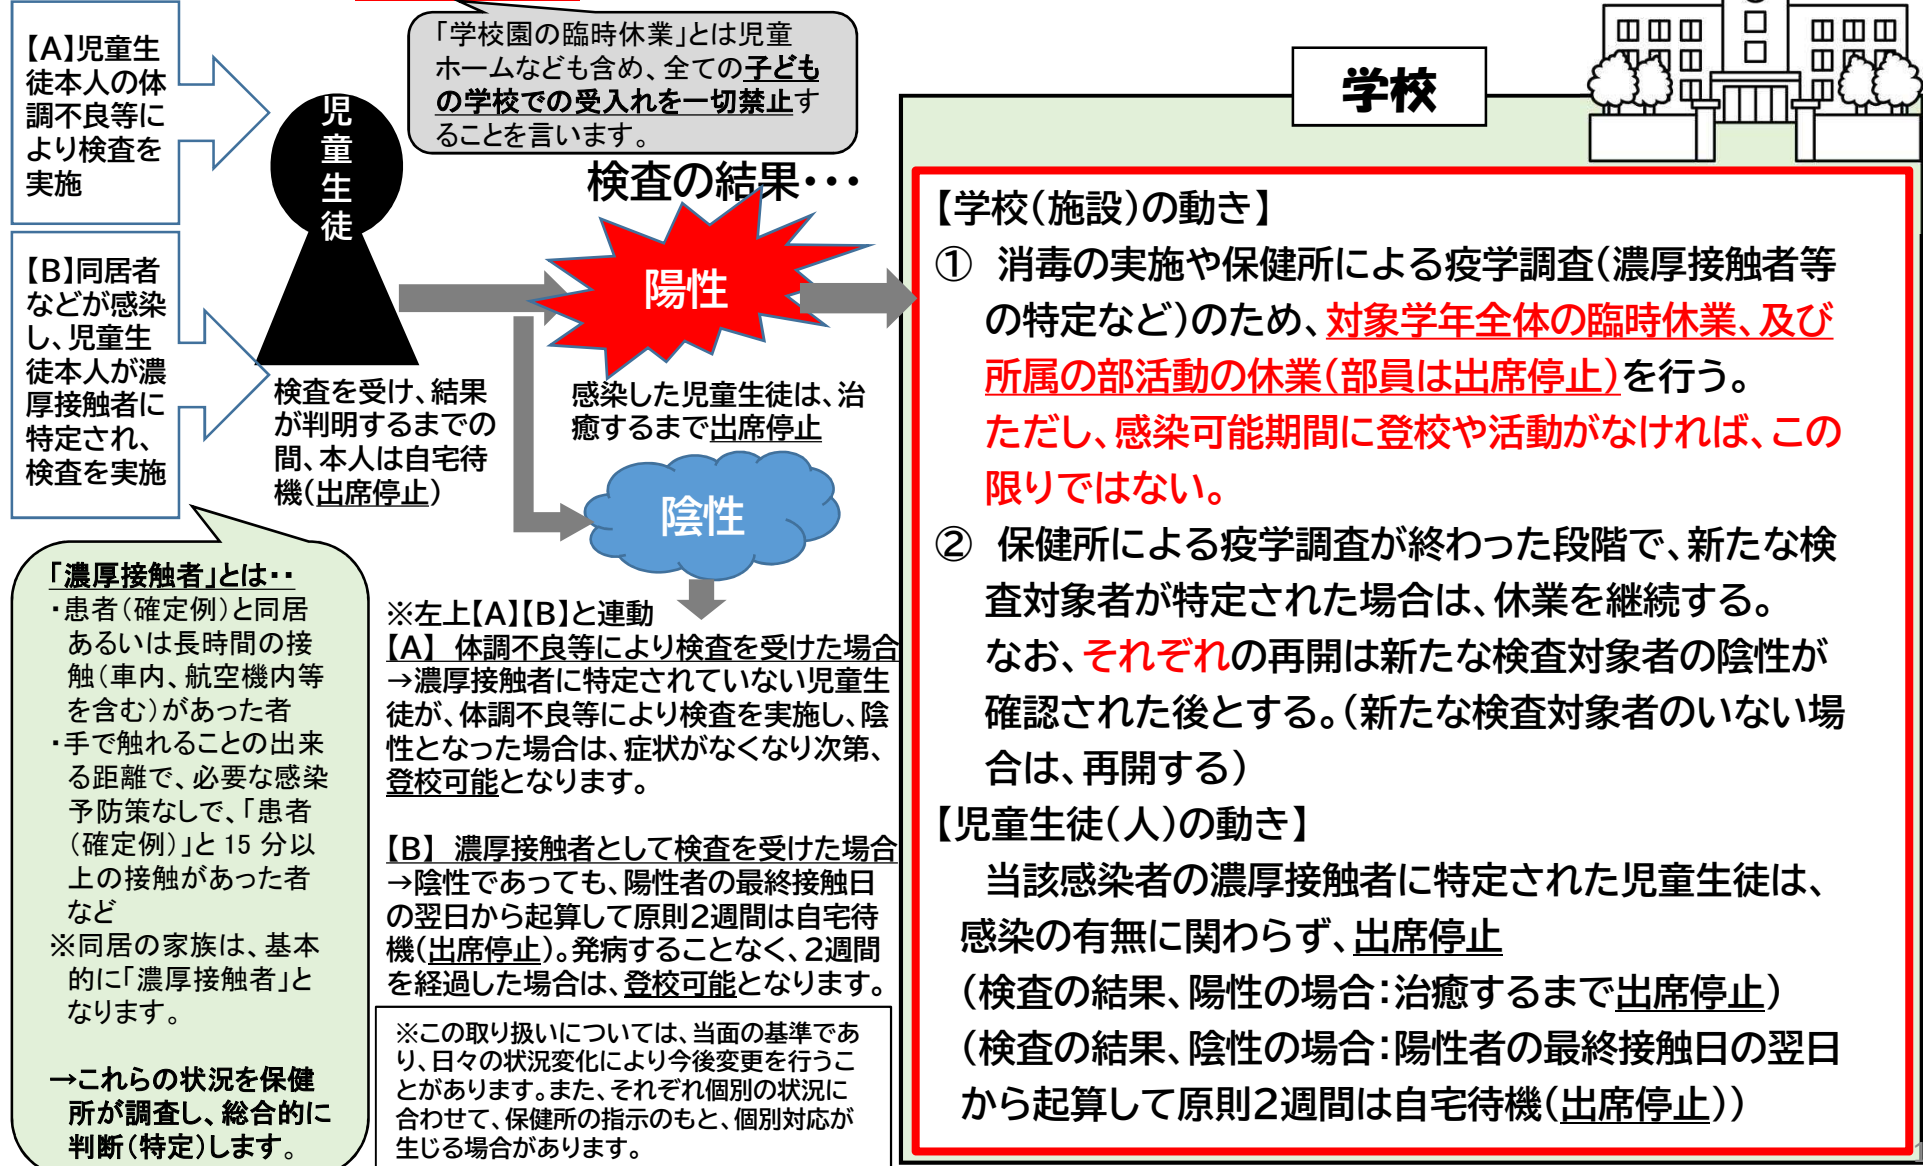 【A】児童生
徒本人の体
調不良等に
より検査を
実施
【B】同居者
などが感染
し、児童生
徒本人が濃
厚接触者に
特定され、
検査を実施
児童生徒
「学校園の臨時休業」とは児童
ホームなども含め、全ての子ども
の学校での受入れを一切禁止す
ることを言います。
検査の結果・・・
陽性
検査を受け、結果
が判明するまでの
間、本人は自宅待
機(出席停止)
感染した児童生徒は、治
癒するまで出席停止
陰性
「濃厚接触者」とは・・
・患者(確定例)と同居
あるいは長時間の接
触(車内、航空機内等
を含む)があった者
・手で触れることの出来
る距離で、必要な感染
予防策なしで、「患者
(確定例)」と 15 分以
上の接触があった者
など
※同居の家族は、基本
的に「濃厚接触者」と
なります。
→これらの状況を保健
所が調査し、総合的に
判断(特定)します。
※左上【A】【B】と連動
【A】 体調不良等により検査を受けた場合
→濃厚接触者に特定されていない児童生
徒が、体調不良等により検査を実施し、陰
性となった場合は、症状がなくなり次第、
登校可能となります。
【B】 濃厚接触者として検査を受けた場合
→陰性であっても、陽性者の最終接触日
の翌日から起算して原則2週間は自宅待
機(出席停止)。発病することなく、2週間
を経過した場合は、登校可能となります。
※この取り扱いについては、当面の基準であ
り、日々の状況変化により今後変更を行うこ
とがあります。また、それぞれ個別の状況に
合わせて、保健所の指示のもと、個別対応が
生じる場合があります。
学校
【学校(施設)の動き】
① 消毒の実施や保健所による疫学調査(濃厚接触者等
の特定など)のため、対象学年全体の臨時休業、及び
所属の部活動の休業(部員は出席停止)を行う。
ただし、感染可能期間に登校や活動がなければ、この
限りではない。
② 保健所による疫学調査が終わった段階で、新たな検
査対象者が特定された場合は、休業を継続する。
なお、それぞれの再開は新たな検査対象者の陰性が
確認された後とする。(新たな検査対象者のいない場
合は、再開する)
【児童生徒(人)の動き】
当該感染者の濃厚接触者に特定された児童生徒は、
感染の有無に関わらず、出席停止
(検査の結果、陽性の場合:治癒するまで出席停止)
(検査の結果、陰性の場合:陽性者の最終接触日の翌日
から起算して原則2週間は自宅待機(出席停止))